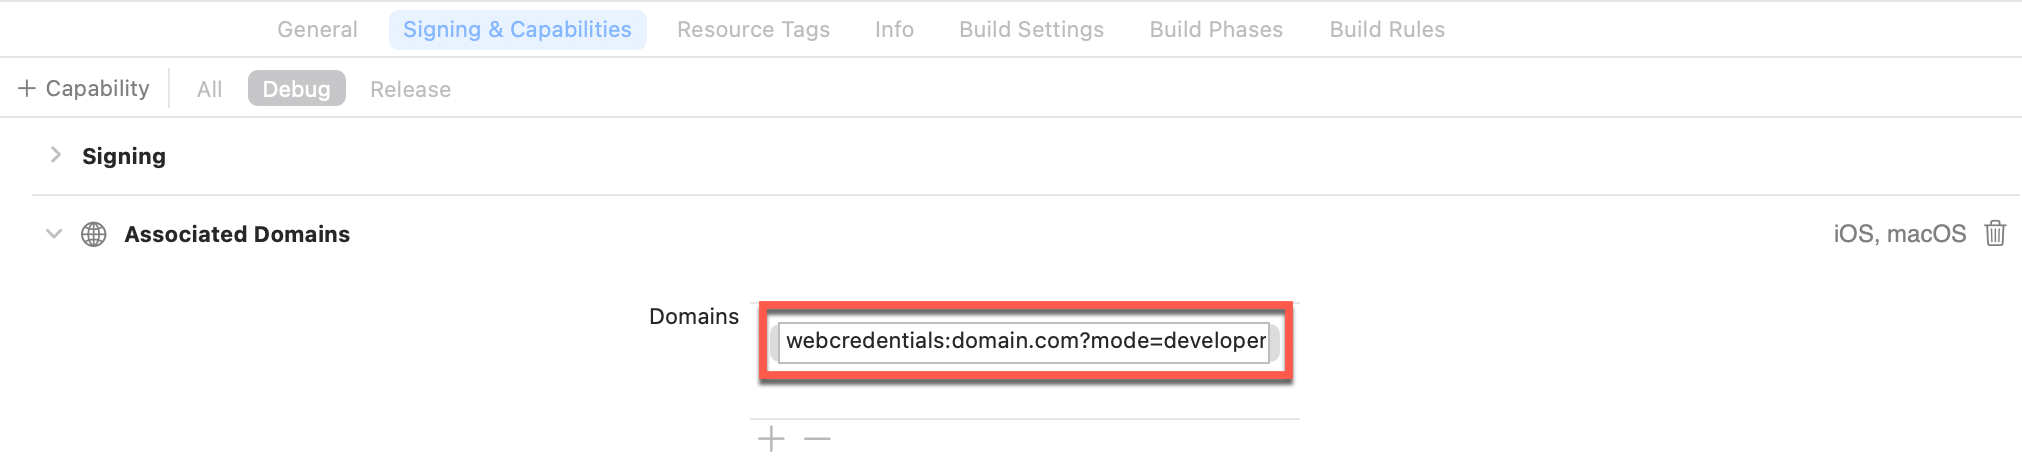 General Signing & Capabilities Resource Tags Info Build Settings Build Phases Build Rules
+ Capability All Debug Release
Signing
Associated Domains iOS, macOS
Domains webcredentials:domain.com?mode=developer